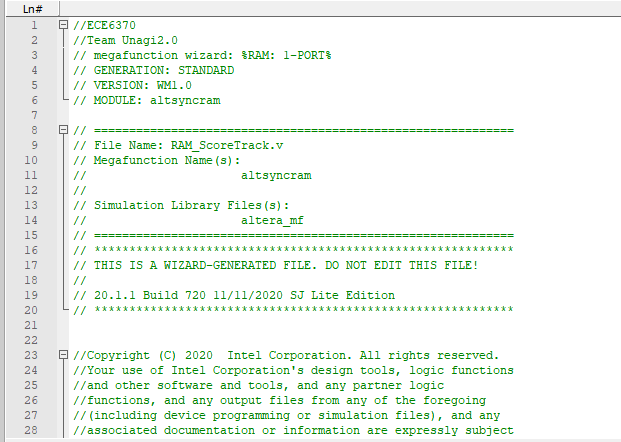 Ln#
1 //ECE6370
2 //Team Unagi2.0
3 // megafunction wizard: %RAM: 1-PORT%
4 // GENERATION: STANDARD
5 // VERSION: WM1.0
6 // MODULE: altsyncram
7
8 // ============================================================
9 // File Name: RAM_ScoreTrack.v
10 // Megafunction Name(s):
11 // altsyncram
12 //
13 // Simulation Library Files(s):
14 // altera_mf
15 // ============================================================
16 // ************************************************************
17 // THIS IS A WIZARD-GENERATED FILE. DO NOT EDIT THIS FILE!
18 //
19 // 20.1.1 Build 720 11/11/2020 SJ Lite Edition
20 // ************************************************************
21
22
23 //Copyright (C) 2020  Intel Corporation. All rights reserved.
24 //Your use of Intel Corporation's design tools, logic functions
25 //and other software and tools, and any partner logic
26 //functions, and any output files from any of the foregoing
27 //(including device programming or simulation files), and any
28 //associated documentation or information are expressly subject